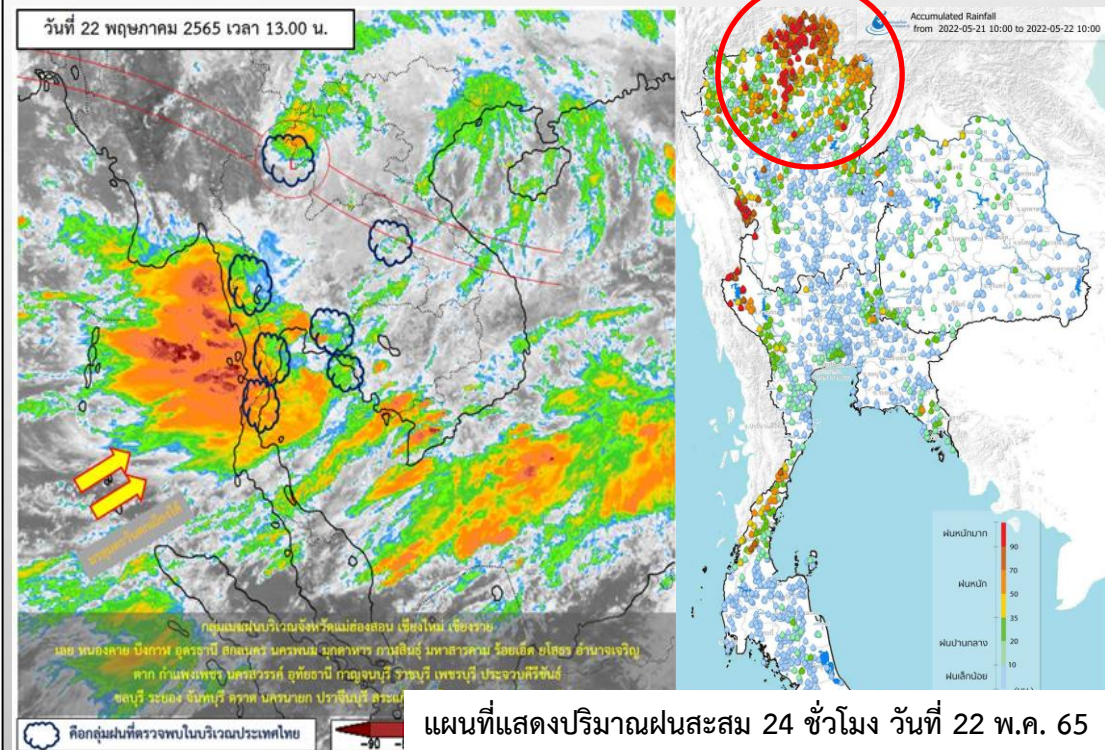 วันที่ 22 พฤษภาคม 2565 เวลา 13.00 น.
Accumulated Rainfall
from 2022-05-21 10:00 to 2022-05-22 10:00
มรสุมตะวันตกเฉียงใต้
กลุ่มเมฆฝนบริเวณจังหวัดแม่ฮ่องสอน เชียงใหม่ เชียงราย
เลย หนองคาย บึงกาฬ อุดรธานี สกลนคร นครพนม มุกดาหาร กาฬสินธุ์ มหาสารคาม ร้อยเอ็ด ยโสธร อำนาจเจริญ
ตาก กำแพงเพชร นครสวรรค์ อุทัยธานี กาญจนบุรี ราชบุรี เพชรบุรี ประจวบคีรีขันธ์
ชลบุรี ระยอง จันทบุรี ตราด นครนายก ปราจีนบุรี
คือกลุ่มฝนที่ตรวจพบในบริเวณประเทศไทย
-90
ฝนหนักมาก
90
70
ฝนหนัก
50
35
20
ฝนปานกลาง
10
ฝนเล็กน้อย
แผนที่แสดงปริมาณฝนสะสม 24 ชั่วโมง วันที่ 22 พ.ค. 65